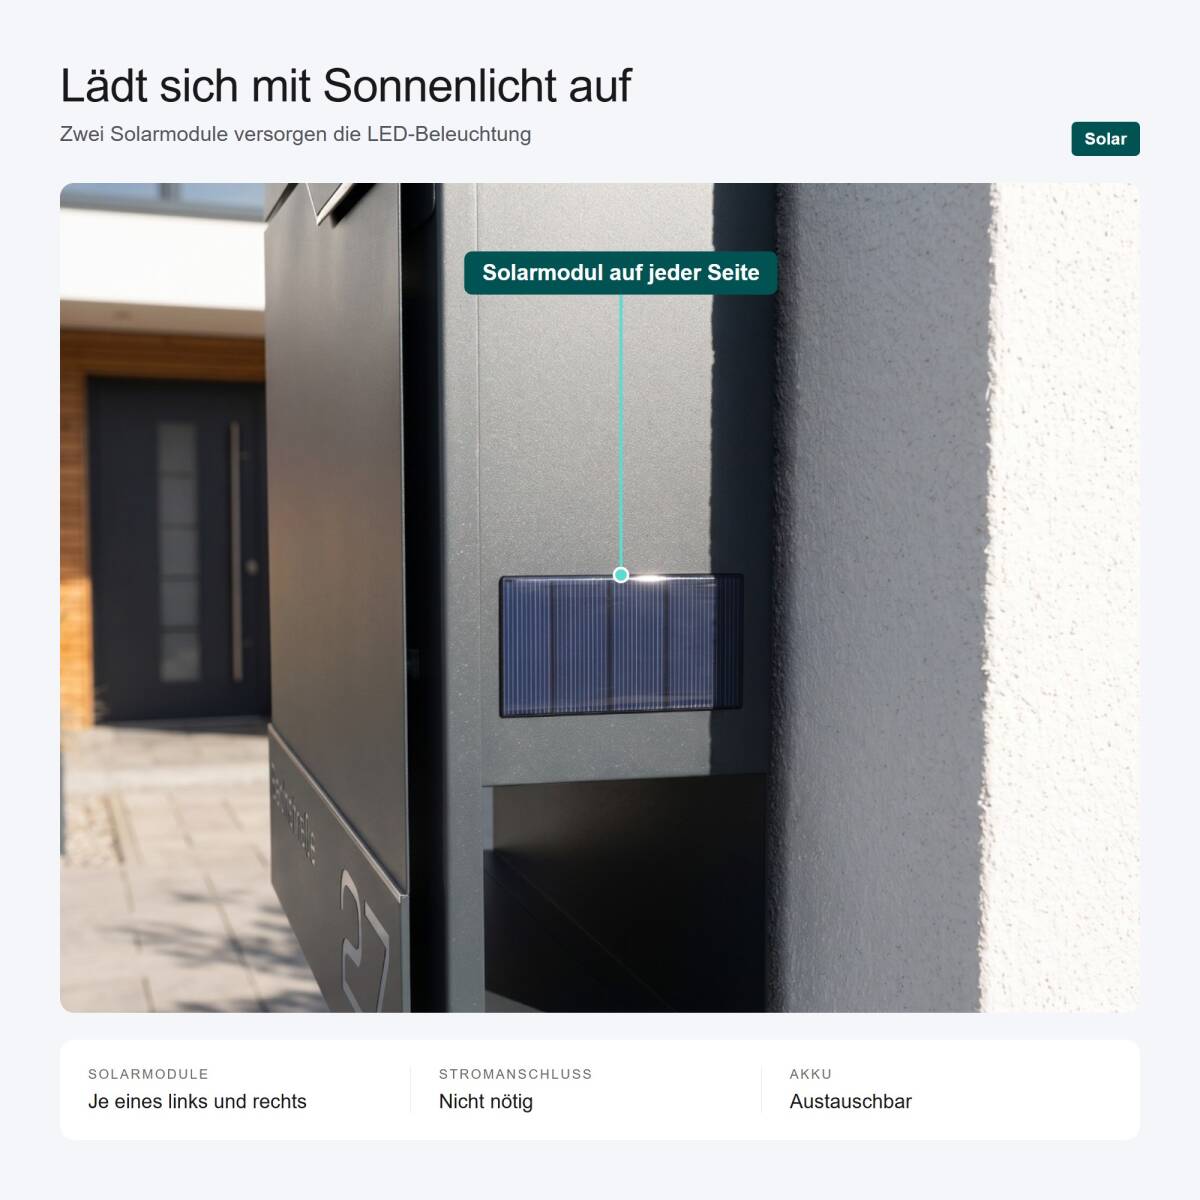 Lädt sich mit Sonnenlicht auf
Zwei Solarmodule versorgen die LED-Beleuchtung
Solar
Solarmodul auf jeder Seite
27
SOLARMODULE
Je eines links und rechts
STROMANSCHLUSS
Nicht nötig
AKKU
Austauschbar